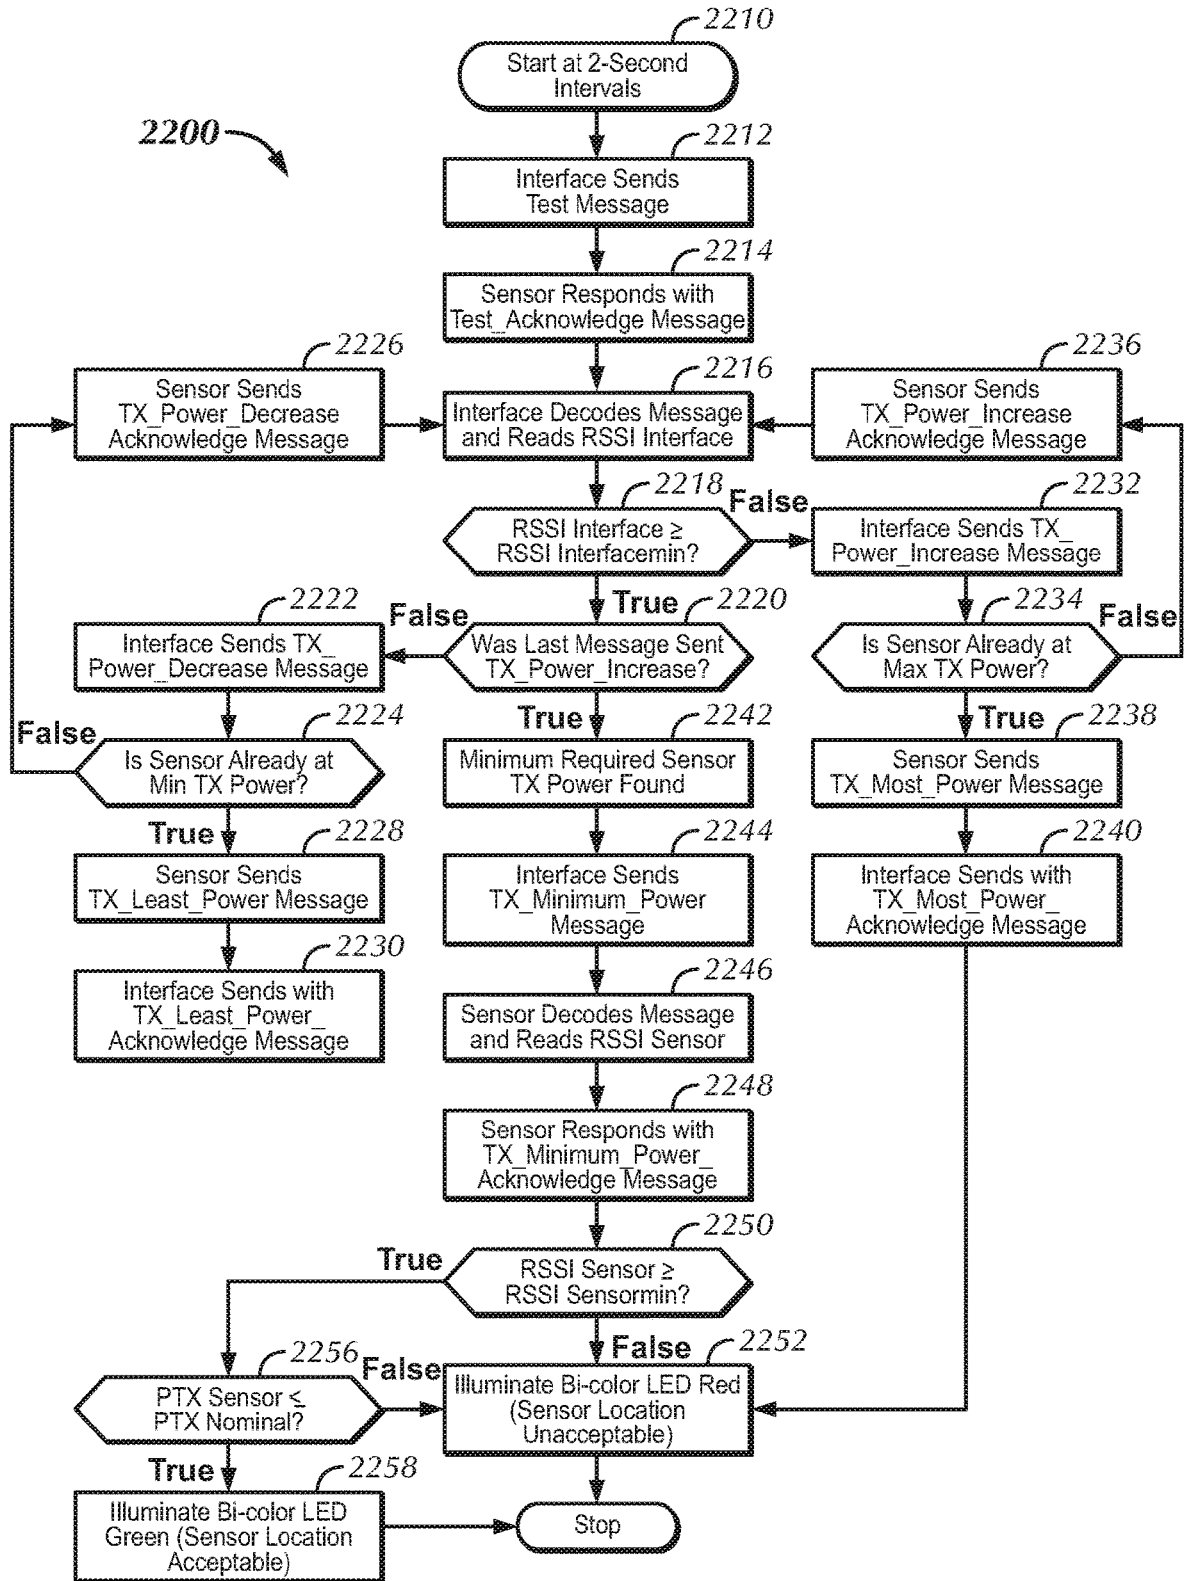 2210
Start at 2-Second
Intervals
2200
2212
Interface Sends
Test Message
2214
Sensor Responds with
Test_Acknowledge Message
2226
Sensor Sends
TX_Power_Decrease
Acknowledge Message
2216
Interface Decodes Message
and Reads RSSI Interface
2236
Sensor Sends
TX_Power_Increase
Acknowledge Message
2218
RSSI Interface ≥
RSSI Interfacemin?
False
2232
Interface Sends TX_
Power_Increase Message
True
2222
Interface Sends TX_
Power_Decrease Message
False
2220
Was Last Message Sent
TX_Power_Increase?
2234
Is Sensor Already at
Max TX Power?
False
True
False
2224
Is Sensor Already at
Min TX Power?
True
2242
Minimum Required Sensor
TX Power Found
True
2238
Sensor Sends
TX_Most_Power Message
2228
Sensor Sends
TX_Least_Power Message
2244
Interface Sends
TX_Minimum_Power
Message
2240
Interface Sends with
TX_Most_Power_
Acknowledge Message
2230
Interface Sends with
TX_Least_Power_
Acknowledge Message
2246
Sensor Decodes Message
and Reads RSSI Sensor
2248
Sensor Responds with
TX_Minimum_Power_
Acknowledge Message
2250
RSSI Sensor ≥
RSSI Sensormin?
True
False
2256
PTX Sensor ≤
PTX Nominal?
False
2252
Illuminate Bi-color LED Red
(Sensor Location
Unacceptable)
True
2258
Illuminate Bi-color LED
Green (Sensor Location
Acceptable)
Stop